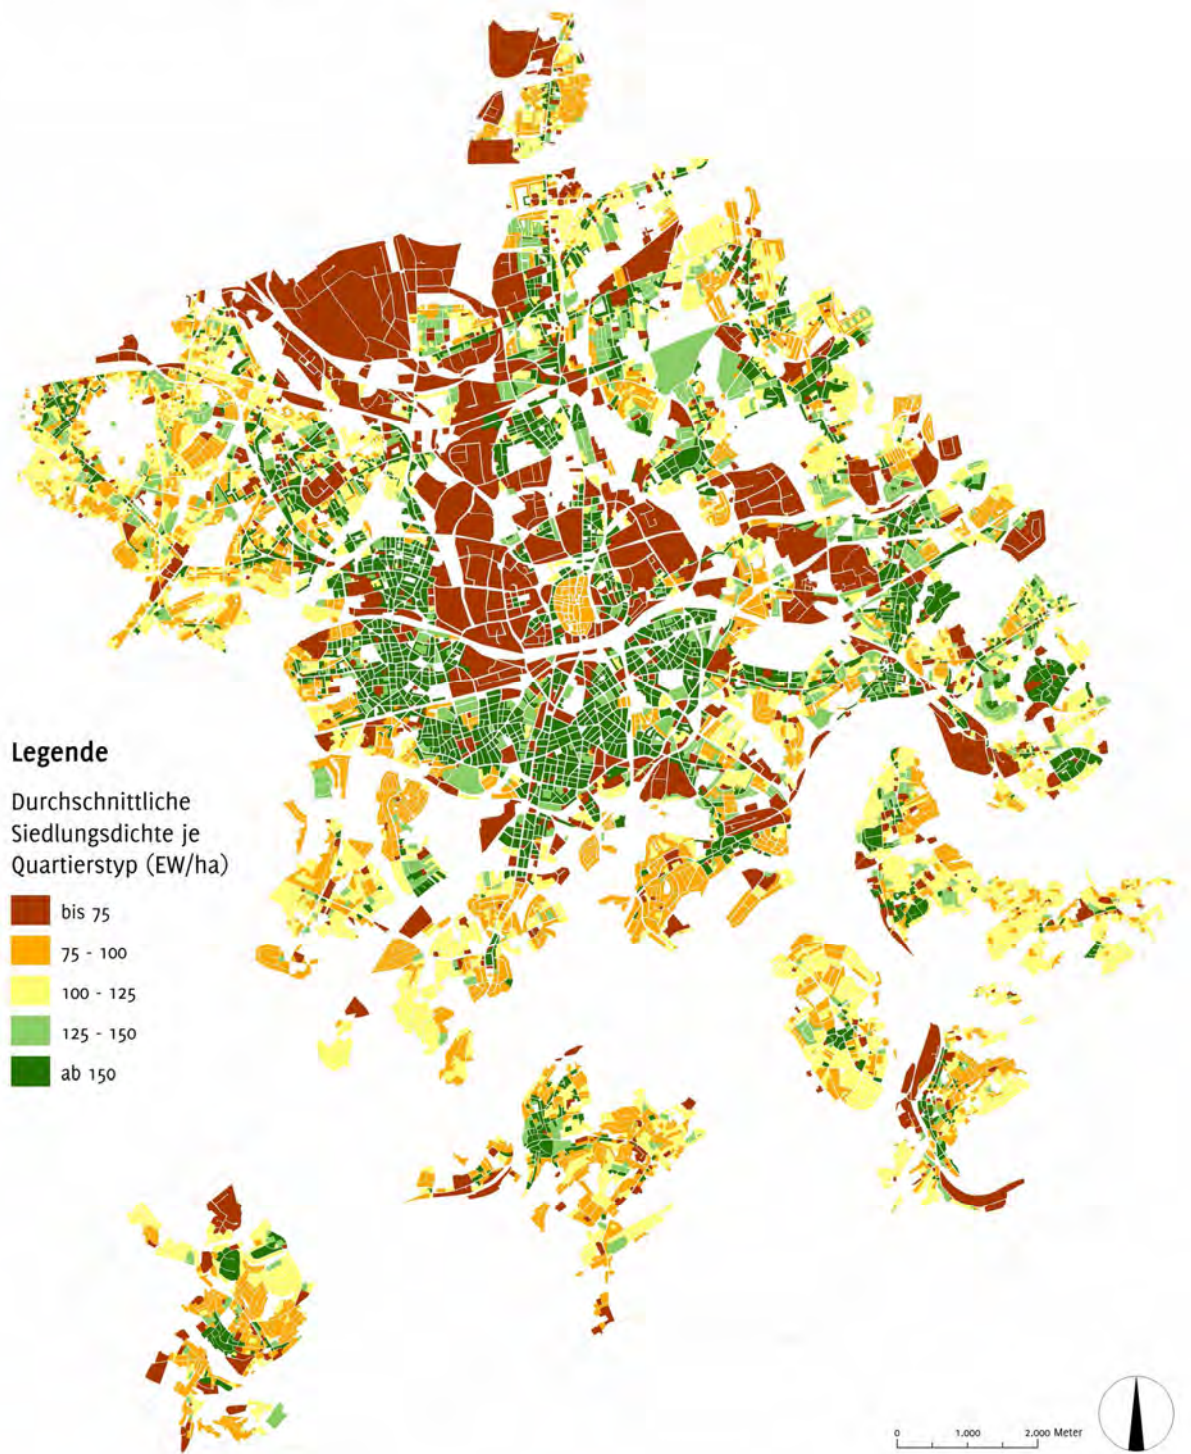 Legende
Durchschnittliche
Siedlungsdichte je
Quartierstyp (EW/ha)
bis 75
75 - 100
100 - 125
125 - 150
ab 150
0 1.000 2.000 Meter